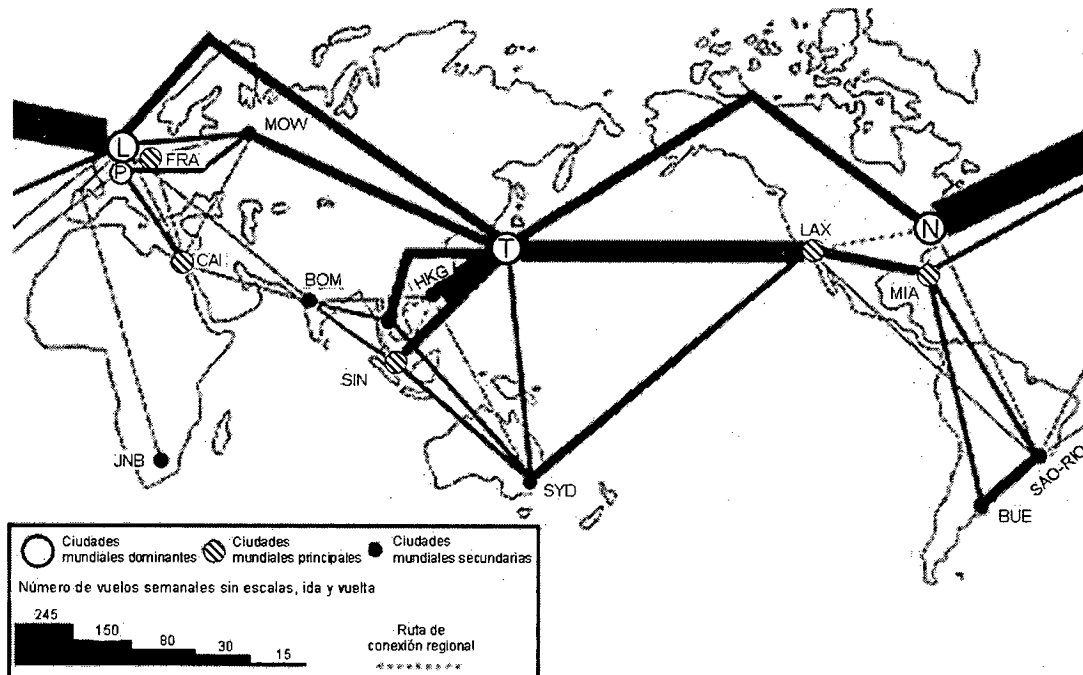 MOW
L
FRA
P
LAX
N
T
CAI
BOM
HKG
MIA
SIN
JNB
SYD
SAO-RIO
BUE
Ciudades
mundiales dominantes
Ciudades
mundiales principales
Ciudades
mundiales secundarias
Número de vuelos semanales sin escalas, ida y vuelta
245
150
80
30
15
Ruta de
conexión regional